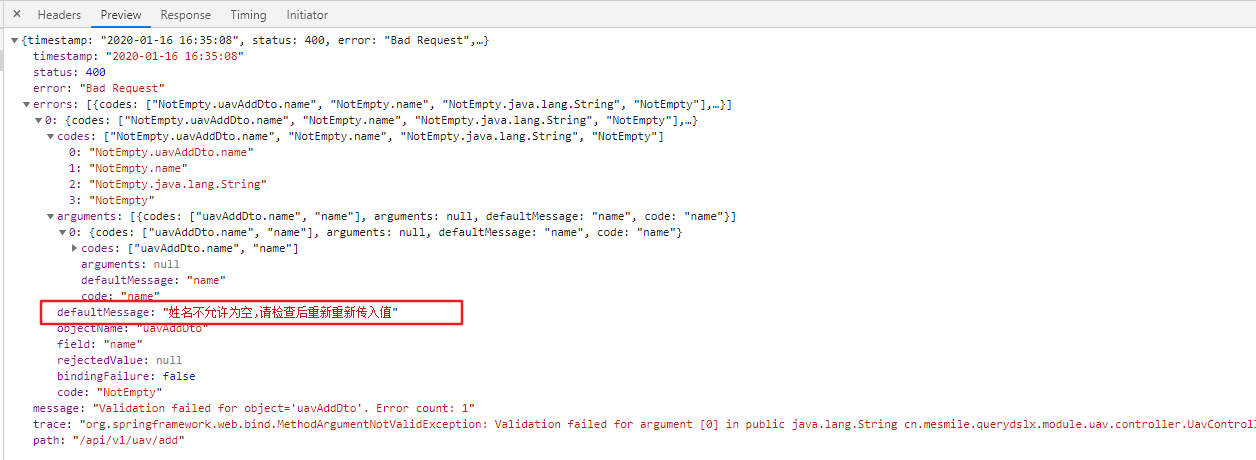 × Headers Preview Response Timing Initiator
▼{timestamp: "2020-01-16 16:35:08", status: 400, error: "Bad Request",…}
timestamp: "2020-01-16 16:35:08"
status: 400
error: "Bad Request"
▼errors: [{codes: ["NotEmpty.uavAddDto.name", "NotEmpty.name", "NotEmpty.java.lang.String", "NotEmpty"],…}]
▼0: {codes: ["NotEmpty.uavAddDto.name", "NotEmpty.name", "NotEmpty.java.lang.String", "NotEmpty"],…}
▼codes: ["NotEmpty.uavAddDto.name", "NotEmpty.name", "NotEmpty.java.lang.String", "NotEmpty"]
0: "NotEmpty.uavAddDto.name"
1: "NotEmpty.name"
2: "NotEmpty.java.lang.String"
3: "NotEmpty"
▼arguments: [{codes: ["uavAddDto.name", "name"], arguments: null, defaultMessage: "name", code: "name"}]
▼0: {codes: ["uavAddDto.name", "name"], arguments: null, defaultMessage: "name", code: "name"}
▶codes: ["uavAddDto.name", "name"]
arguments: null
defaultMessage: "name"
code: "name"
defaultMessage: "姓名不允许为空,请检查后重新重新传入值"
objectName: "uavAddDto"
field: "name"
rejectedValue: null
bindingFailure: false
code: "NotEmpty"
message: "Validation failed for object='uavAddDto'. Error count: 1"
trace: "org.springframework.web.bind.MethodArgumentNotValidException: Validation failed for argument [0] in public java.lang.String cn.mesmile.querydslx.module.uav.controller.UavControl
path: "/api/v1/uav/add"